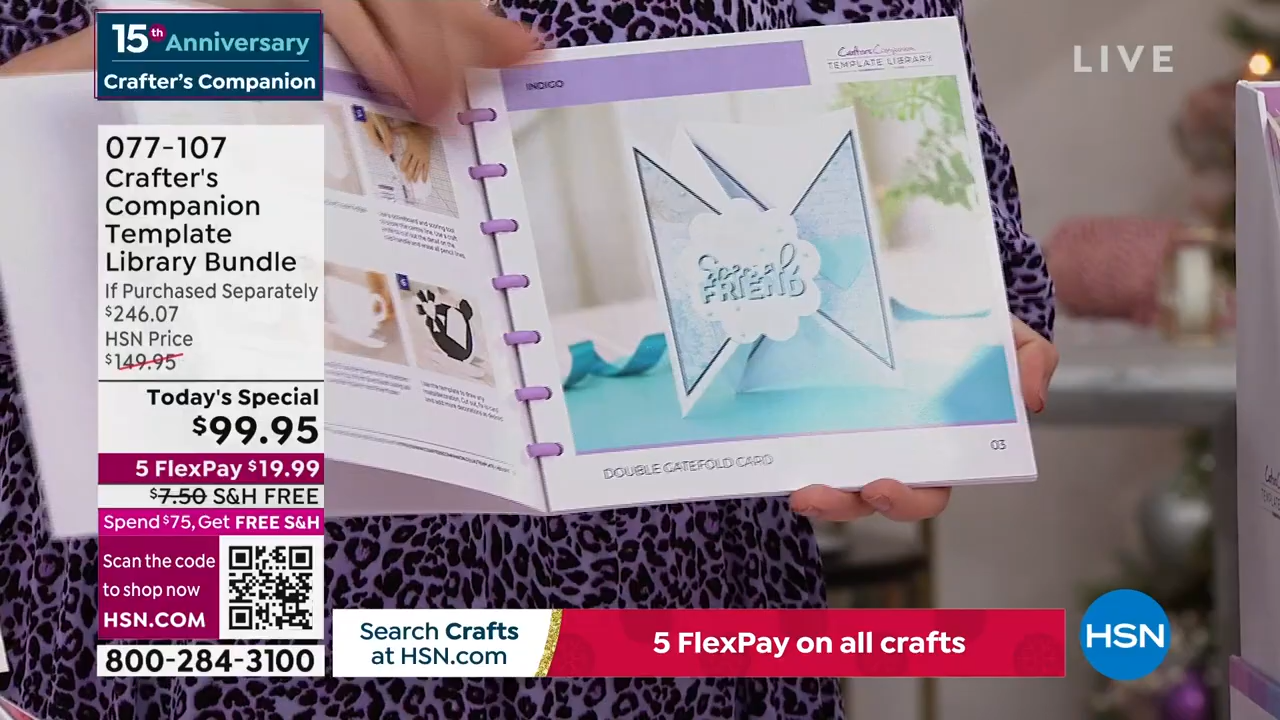 15th Anniversary
Crafter's Companion
077-107
Crafter's
Companion
Template
Library Bundle
If Purchased Separately
$246.07
HSN Price
$149.95
Today's Special
$99.95
5 FlexPay $19.99
$7.50 S&H FREE
Spend $75, Get FREE S&H
Scan the code
to shop now
HSN.COM
800-284-3100
LIVE
INDIGO
Crafter's Companion
TEMPLATE LIBRARY
Special
FRIEND
DOUBLE GATEFOLD CARD
03
Search Crafts
at HSN.com
5 FlexPay on all crafts
HSN